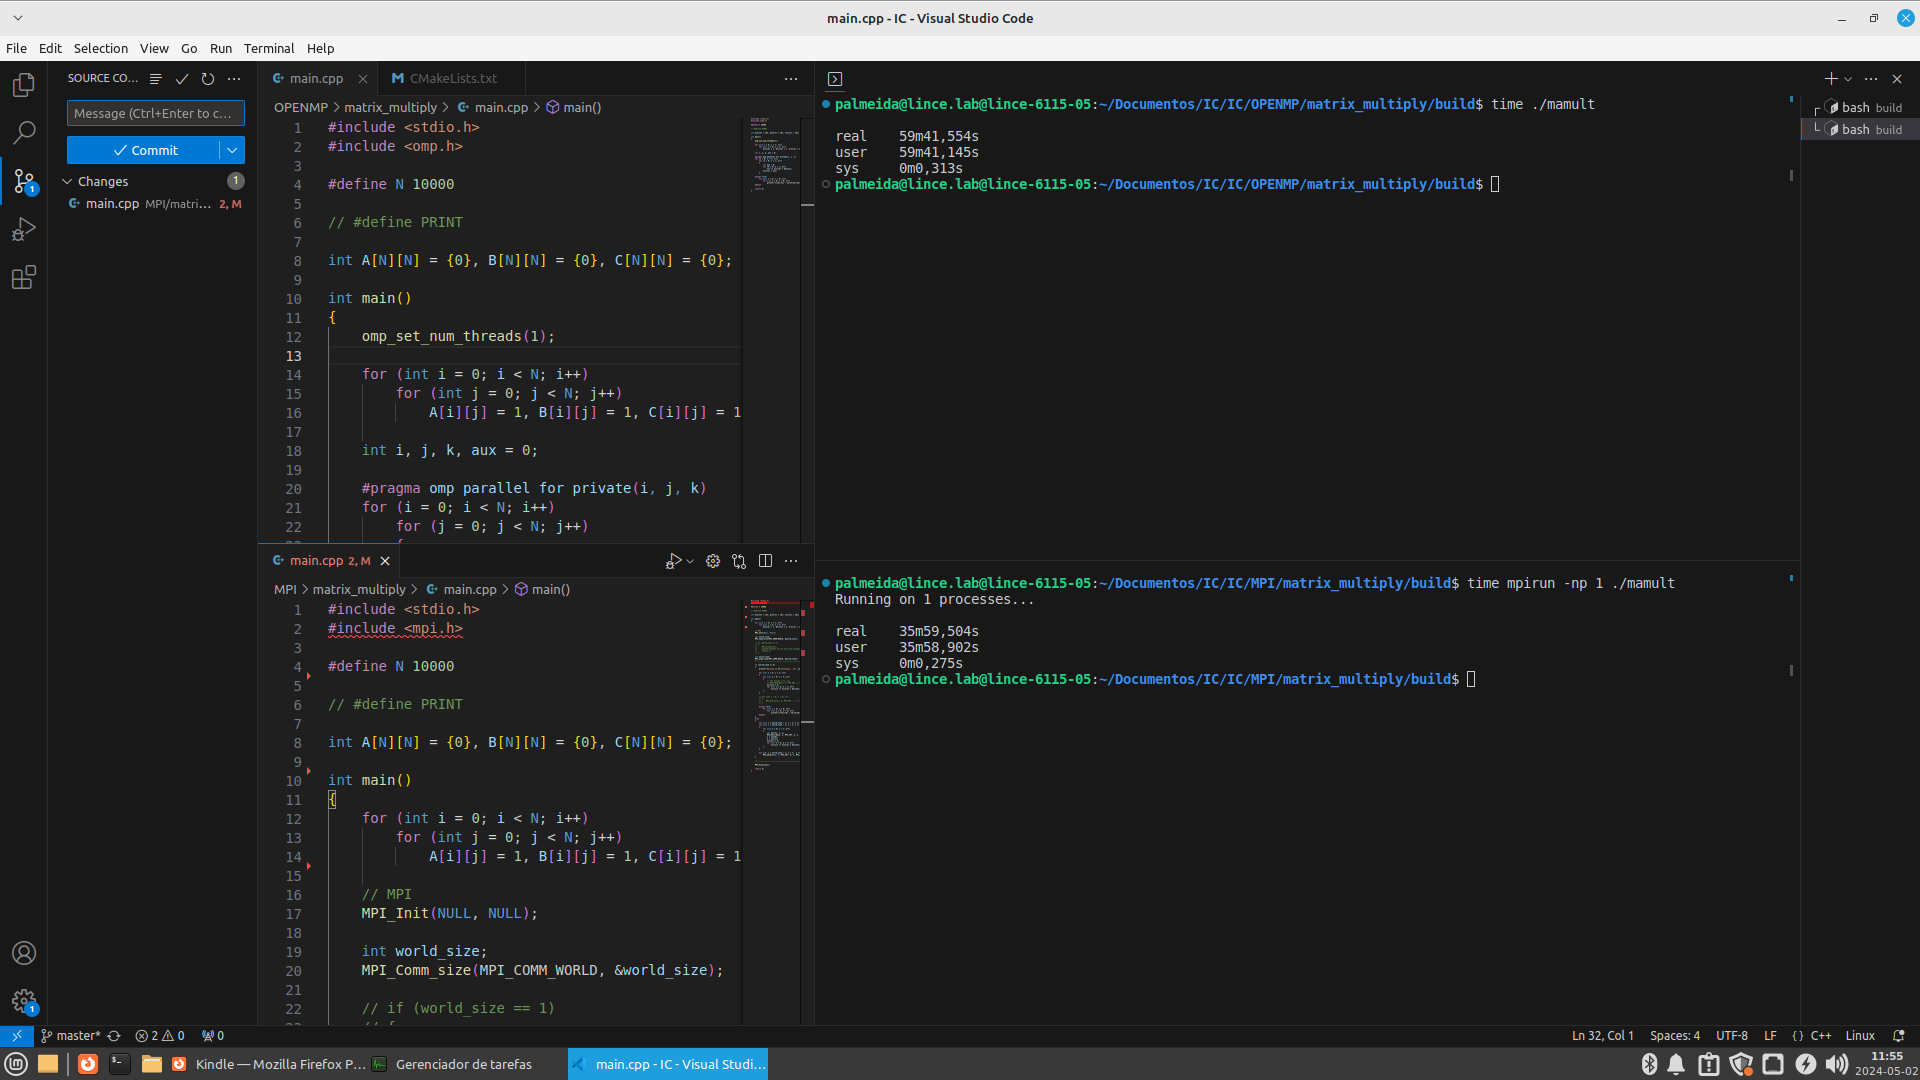 main.cpp - IC - Visual Studio Code
File Edit Selection View Go Run Terminal Help
SOURCE CO...
Message (Ctrl+Enter to c...
Commit
Changes 1
main.cpp MPI/matri... 2, M
1
1
main.cpp
CMakeLists.txt
OPENMP > matrix_multiply > main.cpp > main()
1 #include <stdio.h>
2 #include <omp.h>
3
4 #define N 10000
5
6 // #define PRINT
7
8 int A[N][N] = {0}, B[N][N] = {0}, C[N][N] = {0};
9
10 int main()
11 {
12 omp_set_num_threads(1);
13
14 for (int i = 0; i < N; i++)
15 for (int j = 0; j < N; j++)
16 A[i][j] = 1, B[i][j] = 1, C[i][j] = 1
17
18 int i, j, k, aux = 0;
19
20 #pragma omp parallel for private(i, j, k)
21 for (i = 0; i < N; i++)
22 for (j = 0; j < N; j++)
main.cpp 2, M
MPI > matrix_multiply > main.cpp > main()
1 #include <stdio.h>
2 #include <mpi.h>
3
4 #define N 10000
5
6 // #define PRINT
7
8 int A[N][N] = {0}, B[N][N] = {0}, C[N][N] = {0};
9
10 int main()
11 {
12 for (int i = 0; i < N; i++)
13 for (int j = 0; j < N; j++)
14 A[i][j] = 1, B[i][j] = 1, C[i][j] = 1
15
16 // MPI
17 MPI_Init(NULL, NULL);
18
19 int world_size;
20 MPI_Comm_size(MPI_COMM_WORLD, &world_size);
21
22 // if (world_size == 1)
palmeida@lince.lab@lince-6115-05:~/Documentos/IC/IC/OPENMP/matrix_multiply/build$ time ./mamult
real 59m41,554s
user 59m41,145s
sys 0m0,313s
palmeida@lince.lab@lince-6115-05:~/Documentos/IC/IC/OPENMP/matrix_multiply/build$
palmeida@lince.lab@lince-6115-05:~/Documentos/IC/IC/MPI/matrix_multiply/build$ time mpirun -np 1 ./mamult
Running on 1 processes...
real 35m59,504s
user 35m58,902s
sys 0m0,275s
palmeida@lince.lab@lince-6115-05:~/Documentos/IC/IC/MPI/matrix_multiply/build$
bash build
bash build
master* 2 0 0
Ln 32, Col 1 Spaces: 4 UTF-8 LF {} C++ Linux
Kindle — Mozilla Firefox P...
Gerenciador de tarefas
main.cpp - IC - Visual Studi...
11:55
2024-05-02